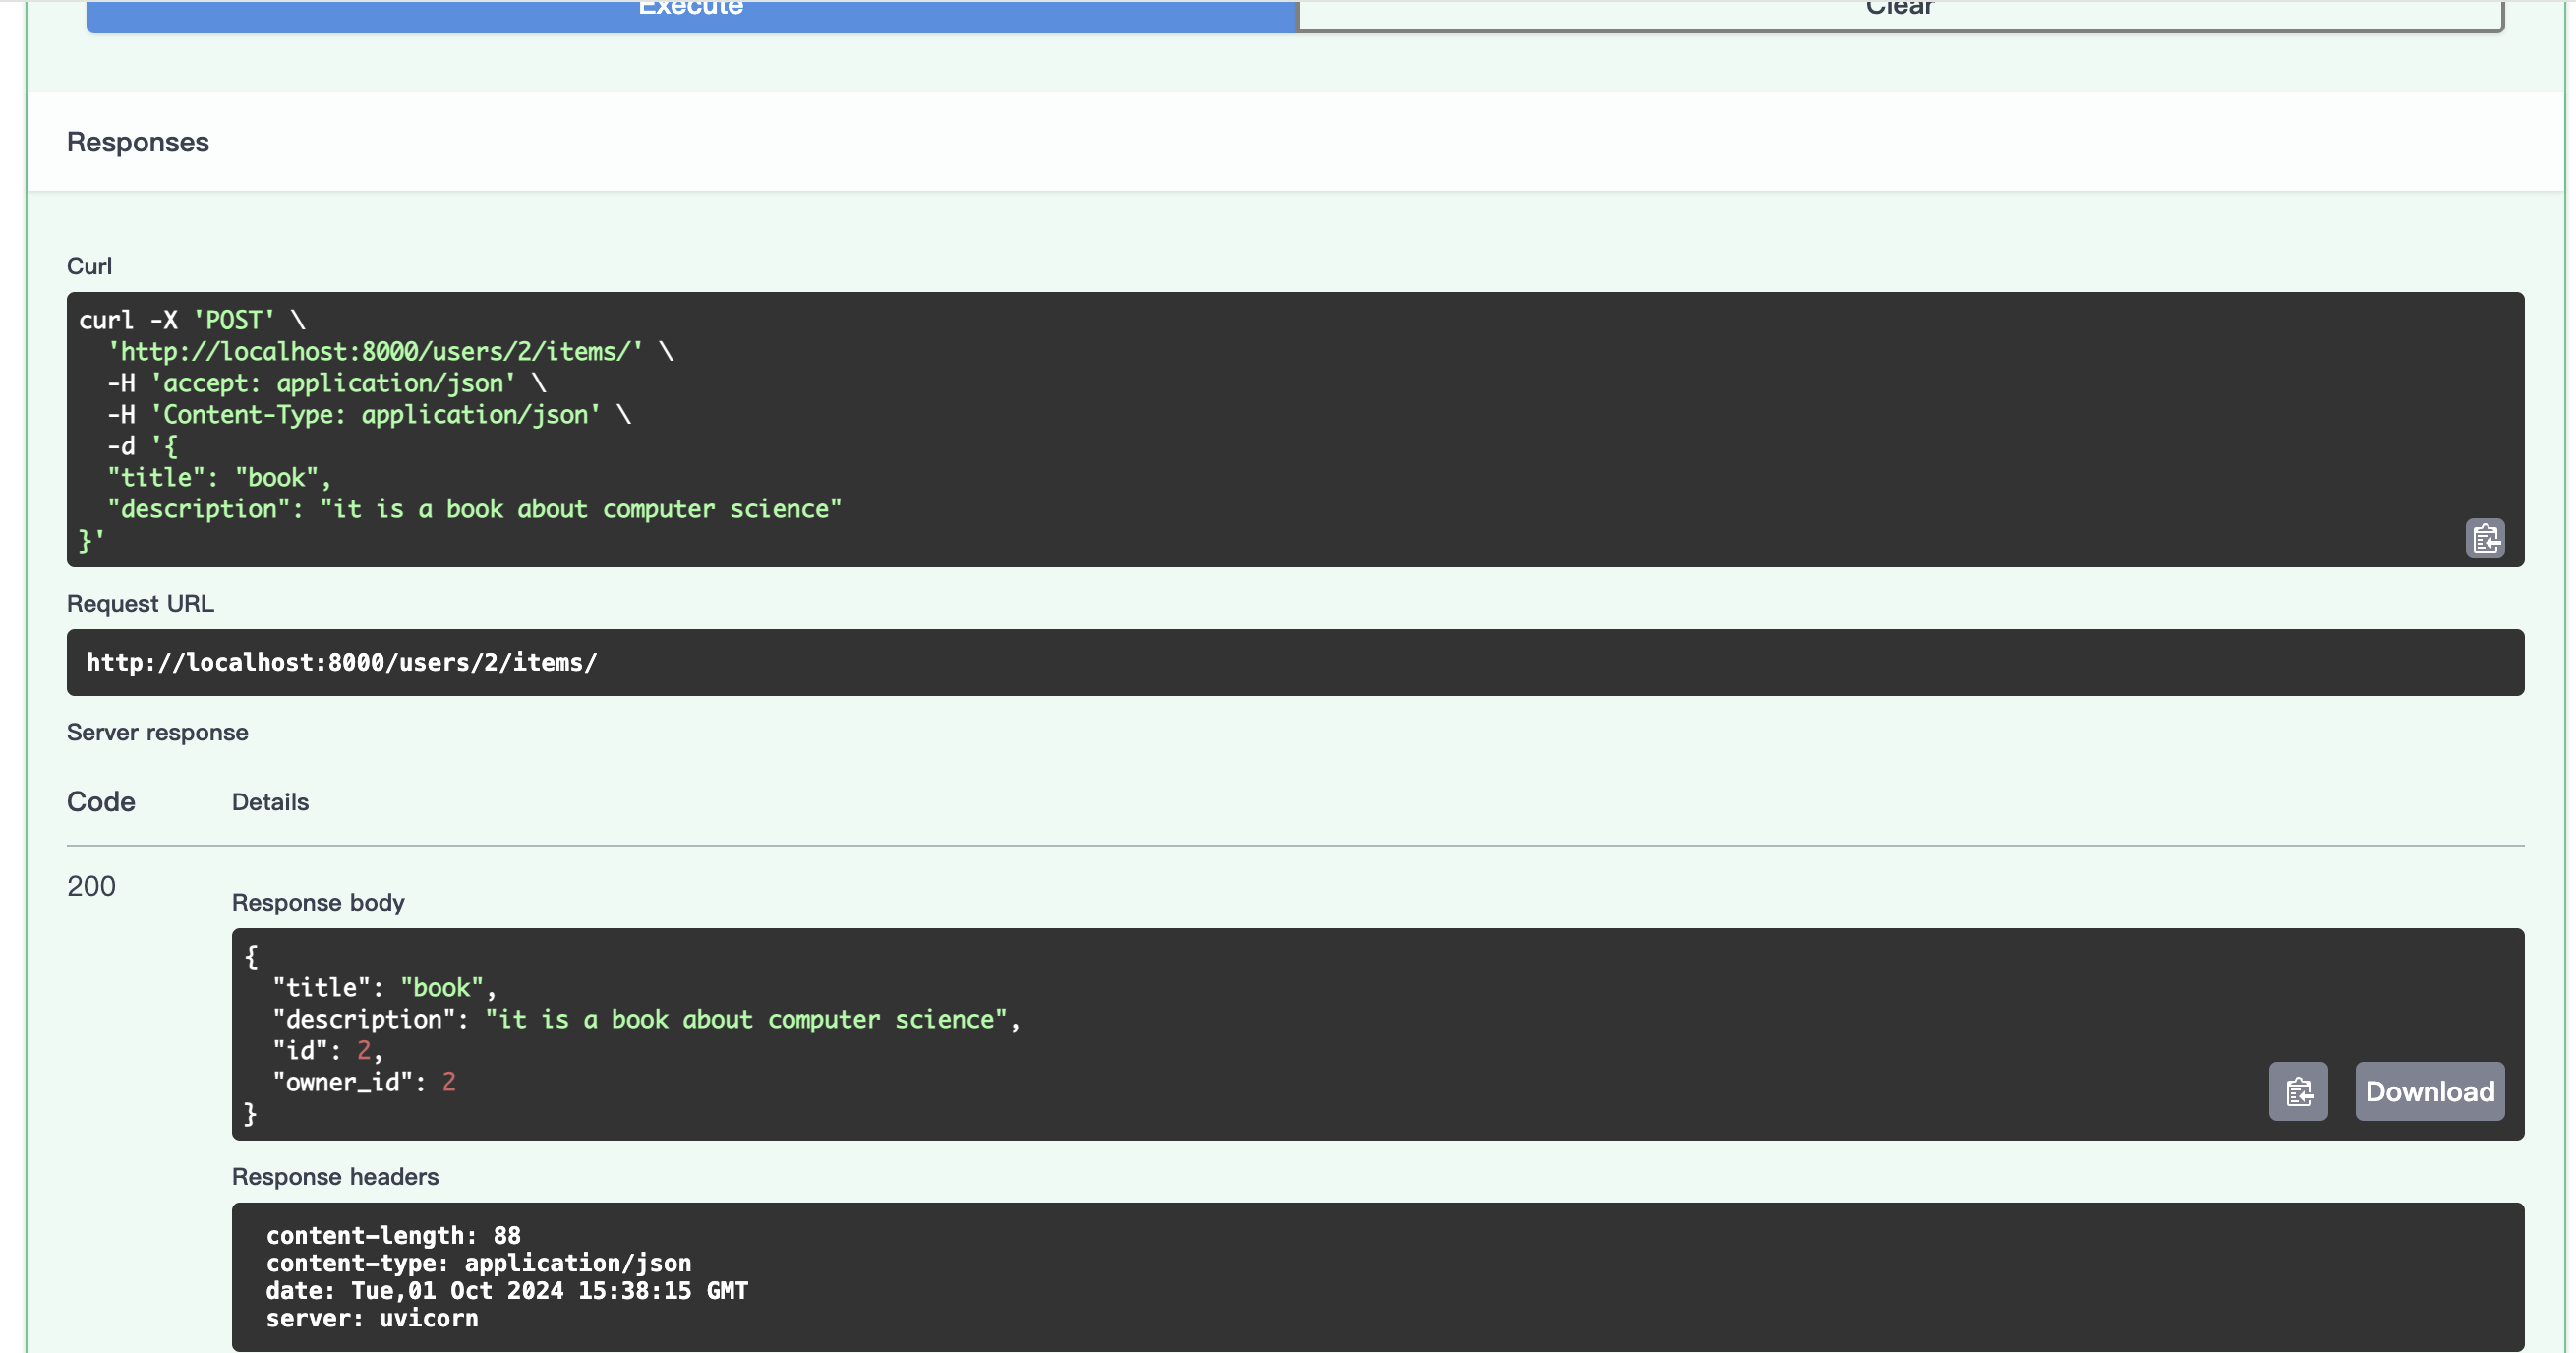 Execute
Clear
Responses
Curl
curl -X 'POST' \
  'http://localhost:8000/users/2/items/' \
  -H 'accept: application/json' \
  -H 'Content-Type: application/json' \
  -d '{
  "title": "book",
  "description": "it is a book about computer science"
}'
Request URL
http://localhost:8000/users/2/items/
Server response
Code Details
200
Response body
{
  "title": "book",
  "description": "it is a book about computer science",
  "id": 2,
  "owner_id": 2
}
Download
Response headers
content-length: 88
content-type: application/json
date: Tue,01 Oct 2024 15:38:15 GMT
server: uvicorn